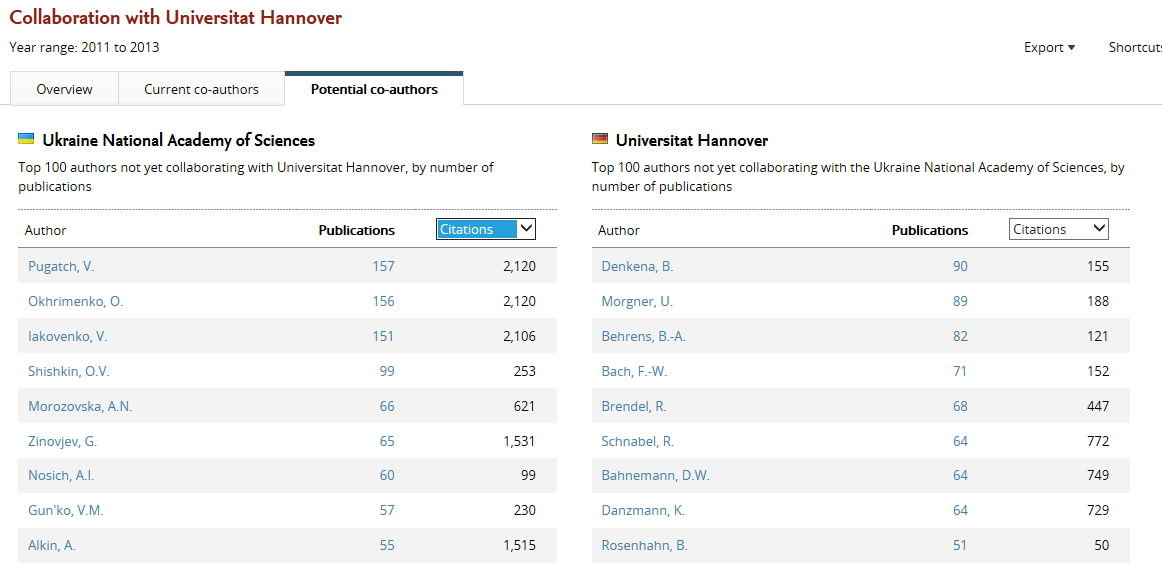 Collaboration with Universitat Hannover
Year range: 2011 to 2013
Export
Shortcuts
Overview
Current co-authors
Potential co-authors
Ukraine National Academy of Sciences
Top 100 authors not yet collaborating with Universitat Hannover, by number of
publications
Author Publications Citations
Pugatch, V. 157 2,120
Okhrimenko, O. 156 2,120
Iakovenko, V. 151 2,106
Shishkin, O.V. 99 253
Morozovska, A.N. 66 621
Zinovjev, G. 65 1,531
Nosich, A.I. 60 99
Gun'ko, V.M. 57 230
Alkin, A. 55 1,515
Universitat Hannover
Top 100 authors not yet collaborating with the Ukraine National Academy of Sciences, by
number of publications
Author Publications Citations
Denkena, B. 90 155
Morgner, U. 89 188
Behrens, B.-A. 82 121
Bach, F.-W. 71 152
Brendel, R. 68 447
Schnabel, R. 64 772
Bahnemann, D.W. 64 749
Danzmann, K. 64 729
Rosenhahn, B. 51 50